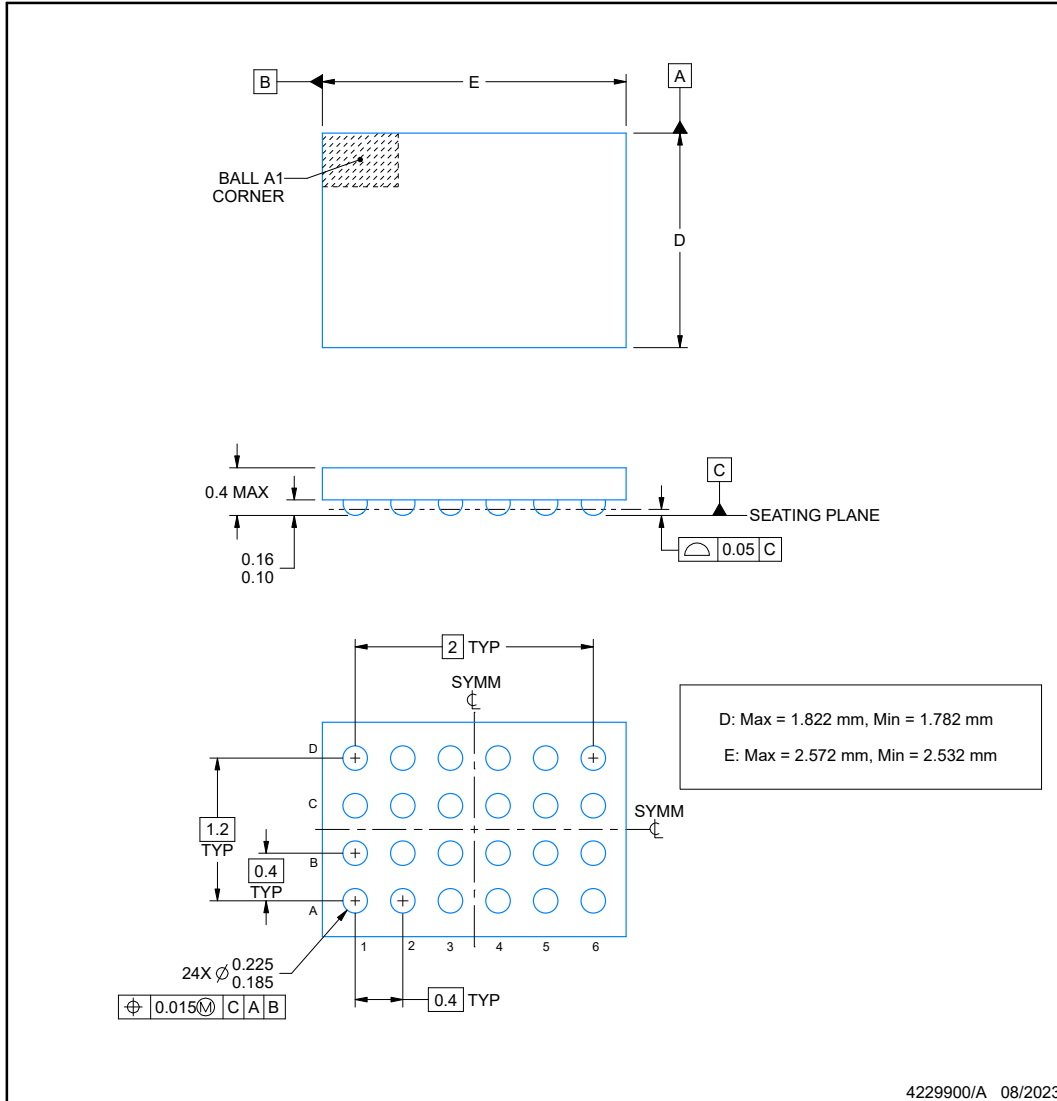 B
E
A
BALL A1
CORNER
D
0.4 MAX
C
SEATING PLANE
0.16
0.10
0.05 C
2 TYP
SYMM
℄
D: Max = 1.822 mm, Min = 1.782 mm
E: Max = 2.572 mm, Min = 2.532 mm
D
C
SYMM
℄
1.2
TYP
B
0.4
TYP
A
1 2 3 4 5 6
24X ⌀ 0.225
0.185
⌖ 0.015Ⓜ C A B
0.4 TYP
4229900/A 08/2023